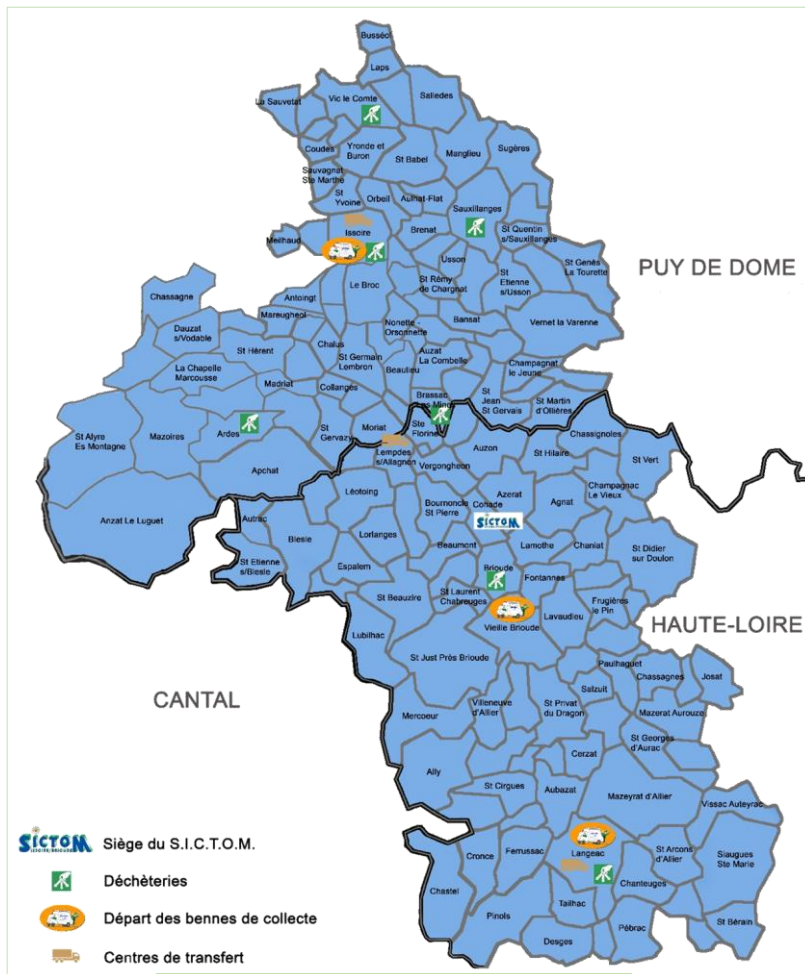 Busséol
Laps
La Sauvetat
Vic le Comte
Sallèdes
Coudes
Yronde et
Buron
St Babel
Manglieu
Sugères
Sauvagnat
Ste Marthe
St
Yvoine
Orbeil
Aulhat-Flat
Sauxillanges
Issoire
Meilhaud
Brenat
St Quentin
s/Sauxillanges
Usson
St Genès
La Tourette
PUY DE DOME
Chassagne
Antoingt
Le Broc
St Rémy
de Chargnat
St
Etienne
s/Usson
Mareugheol
Dauzat
s/Vodable
Nonette -
Orsonnette
Bansat
Vernet la Varenne
St Hérent
Chalus
St Germain
Lembron
Auzat
La Combelle
Beaulieu
La Chapelle
Marcousse
Madriat
Collanges
Champagnat
le Jeune
Brassac
Les Mines
St
Jean
St Gervais
St Martin
d'Ollières
St Alyre
Es Montagne
Mazoires
Ardes
St
Gervazy
Moriat
Ste
Florine
Lempdes
s/Allagnon
Auzon
Chassignoles
St Hilaire
St Vert
Apchat
Vergongheon
Anzat Le Luguet
Léotoing
Bournoncle
St Pierre
Azerat
Cohade
Agnat
Champagnac
Le Vieux
SICTOM
Autrac
Blesle
Lorlanges
Beaumont
Lamothe
Chaniat
St Didier
sur Doulon
St Etienne
s/Blesle
Espalem
Brioude
Fontannes
St Beauzire
St Laurent
Chabreuges
Frugières
le Pin
Lavaudieu
Vieille Brioude
HAUTE-LOIRE
Lubilhac
St Just Près Brioude
Paulhaguet
Chassagnes
Josat
CANTAL
Salzuit
Mercoeur
Villeneuve
d'Allier
St Privat
du Dragon
Mazerat Aurouze
St Georges
d'Aurac
Ally
Cerzat
St Cirgues
Aubazat
Mazeyrat d'Allier
Vissac Auteyrac
SICTOM
ISSOIRE/BRIOUDE
Siège du S.I.C.T.O.M.
Langeac
Cronce
Ferrussac
St Arcons
d'Allier
Siaugues
Ste Marie
Déchèteries
Chastel
Chanteuges
Tailhac
Pinols
Pébrac
St Bérain
Départ des bennes de collecte
Desges
Centres de transfert